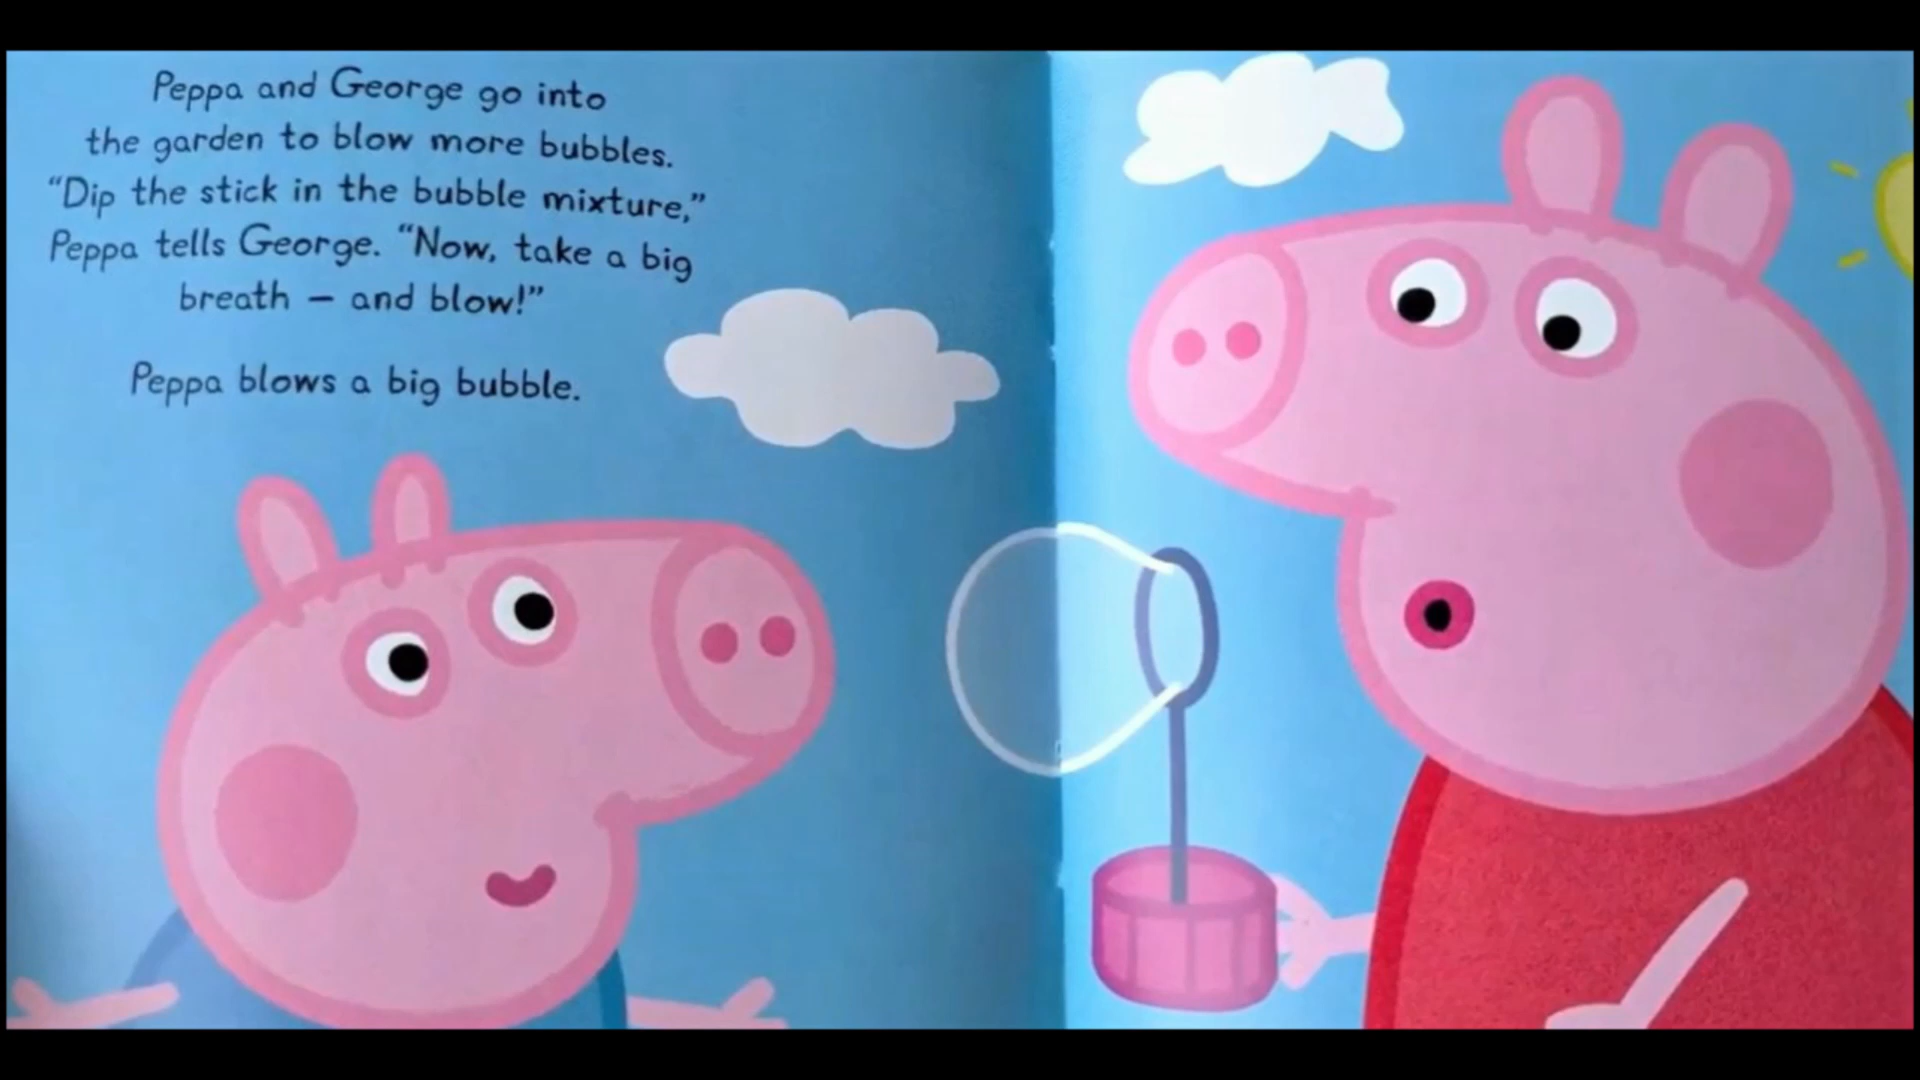 Peppa and George go into
the garden to blow more bubbles.
“Dip the stick in the bubble mixture,”
Peppa tells George. “Now, take a big
breath – and blow!”
Peppa blows a big bubble.